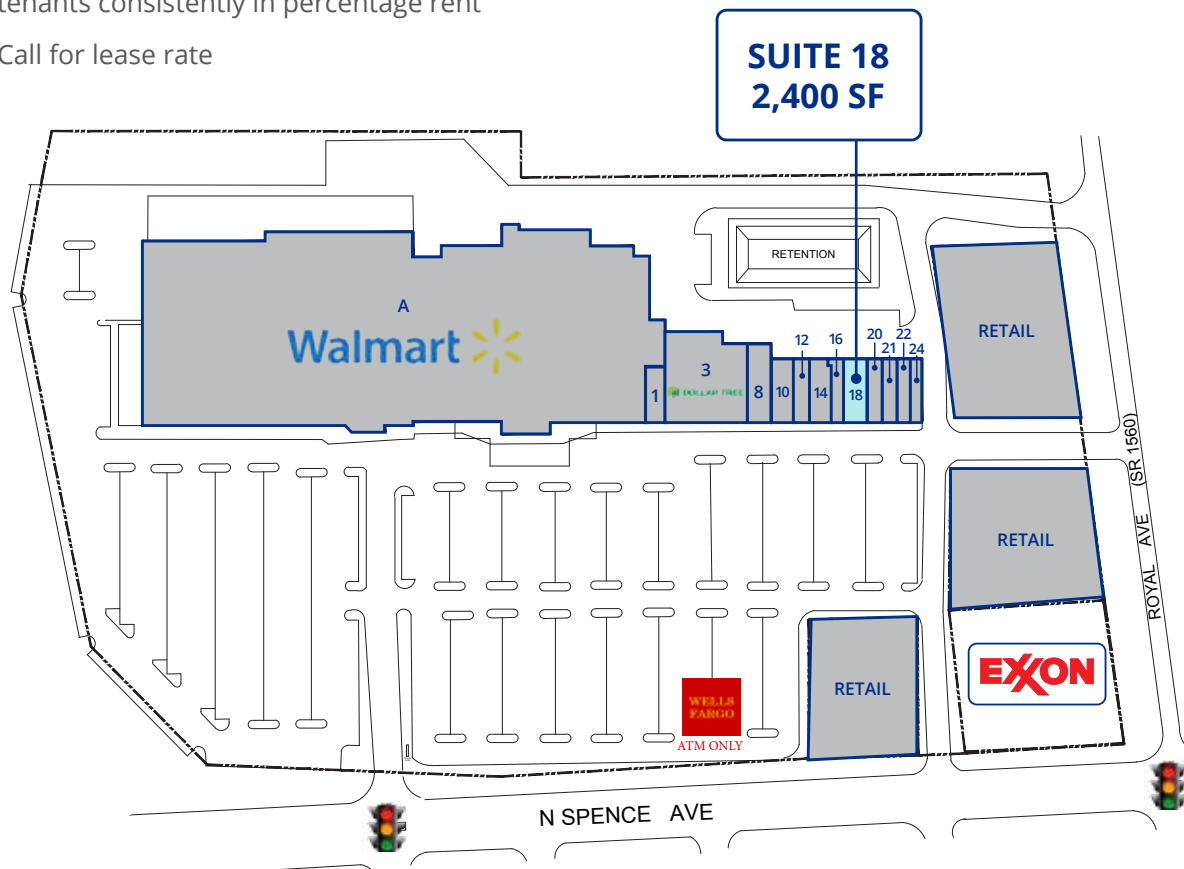 tenants consistently in percentage rent
Call for lease rate
SUITE 18
2,400 SF
RETENTION
A
Walmart
RETAIL
12
16
20
22
21
24
3
DOLLAR TREE
1
8
10
14
18
RETAIL
ROYAL AVE (SR 1560)
RETAIL
EXXON
WELLS
FARGO
ATM ONLY
N SPENCE AVE